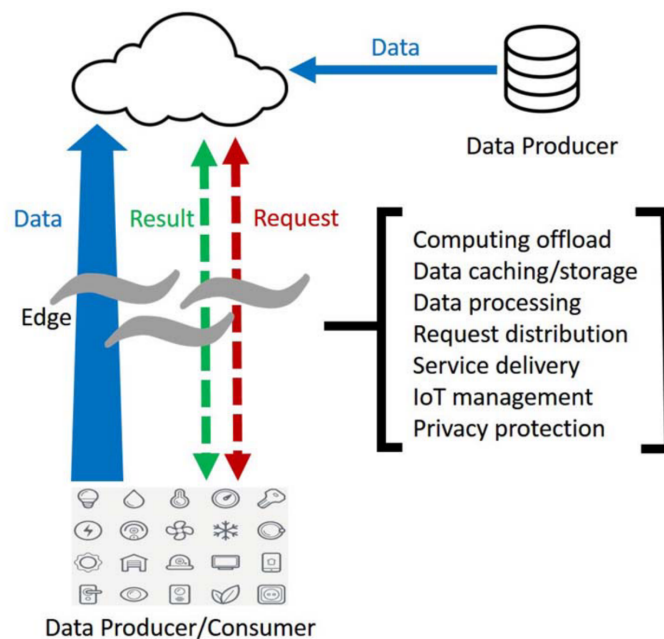 Data
Data Producer
Data
Result
Request
Edge
Computing offload
Data caching/storage
Data processing
Request distribution
Service delivery
IoT management
Privacy protection
Data Producer/Consumer